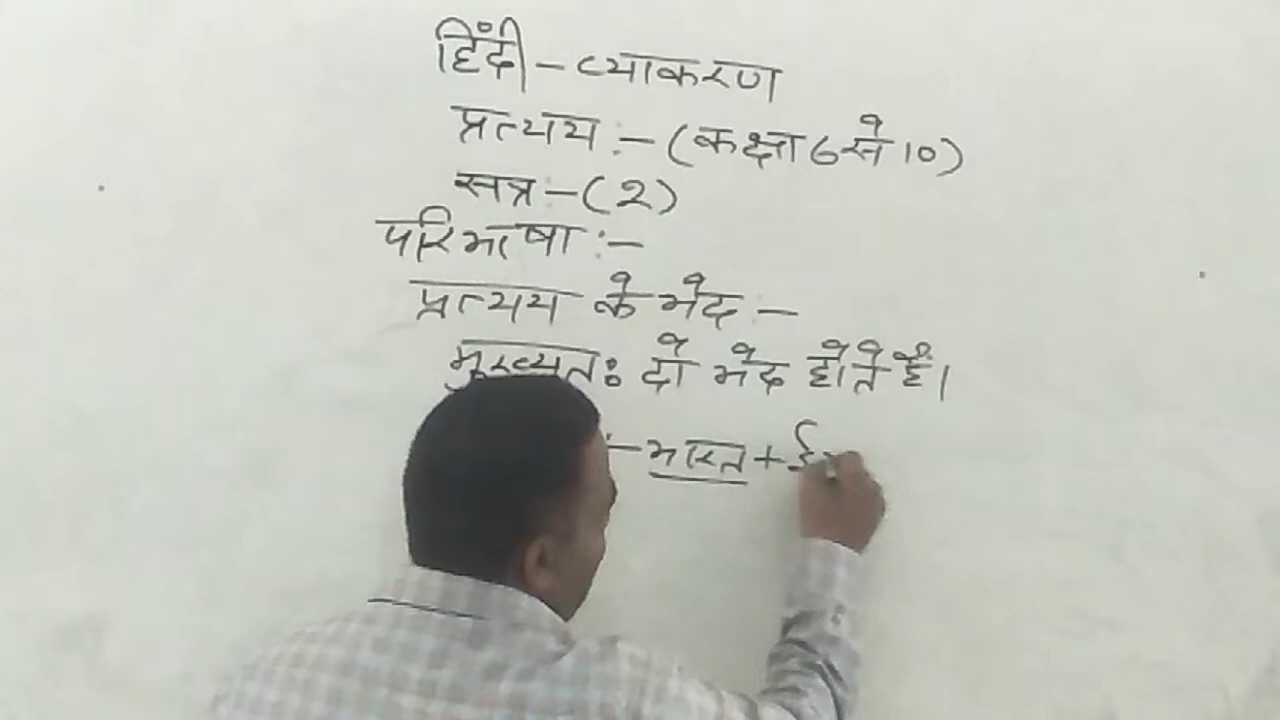 हिंदी - व्याकरण
प्रत्यय :- (कक्षा 6 से 10)
सत्र :- (2)
परिभाषा :-
प्रत्यय के भेद :-
मुख्यतः दो भेद होते हैं।
:- भारत + ई